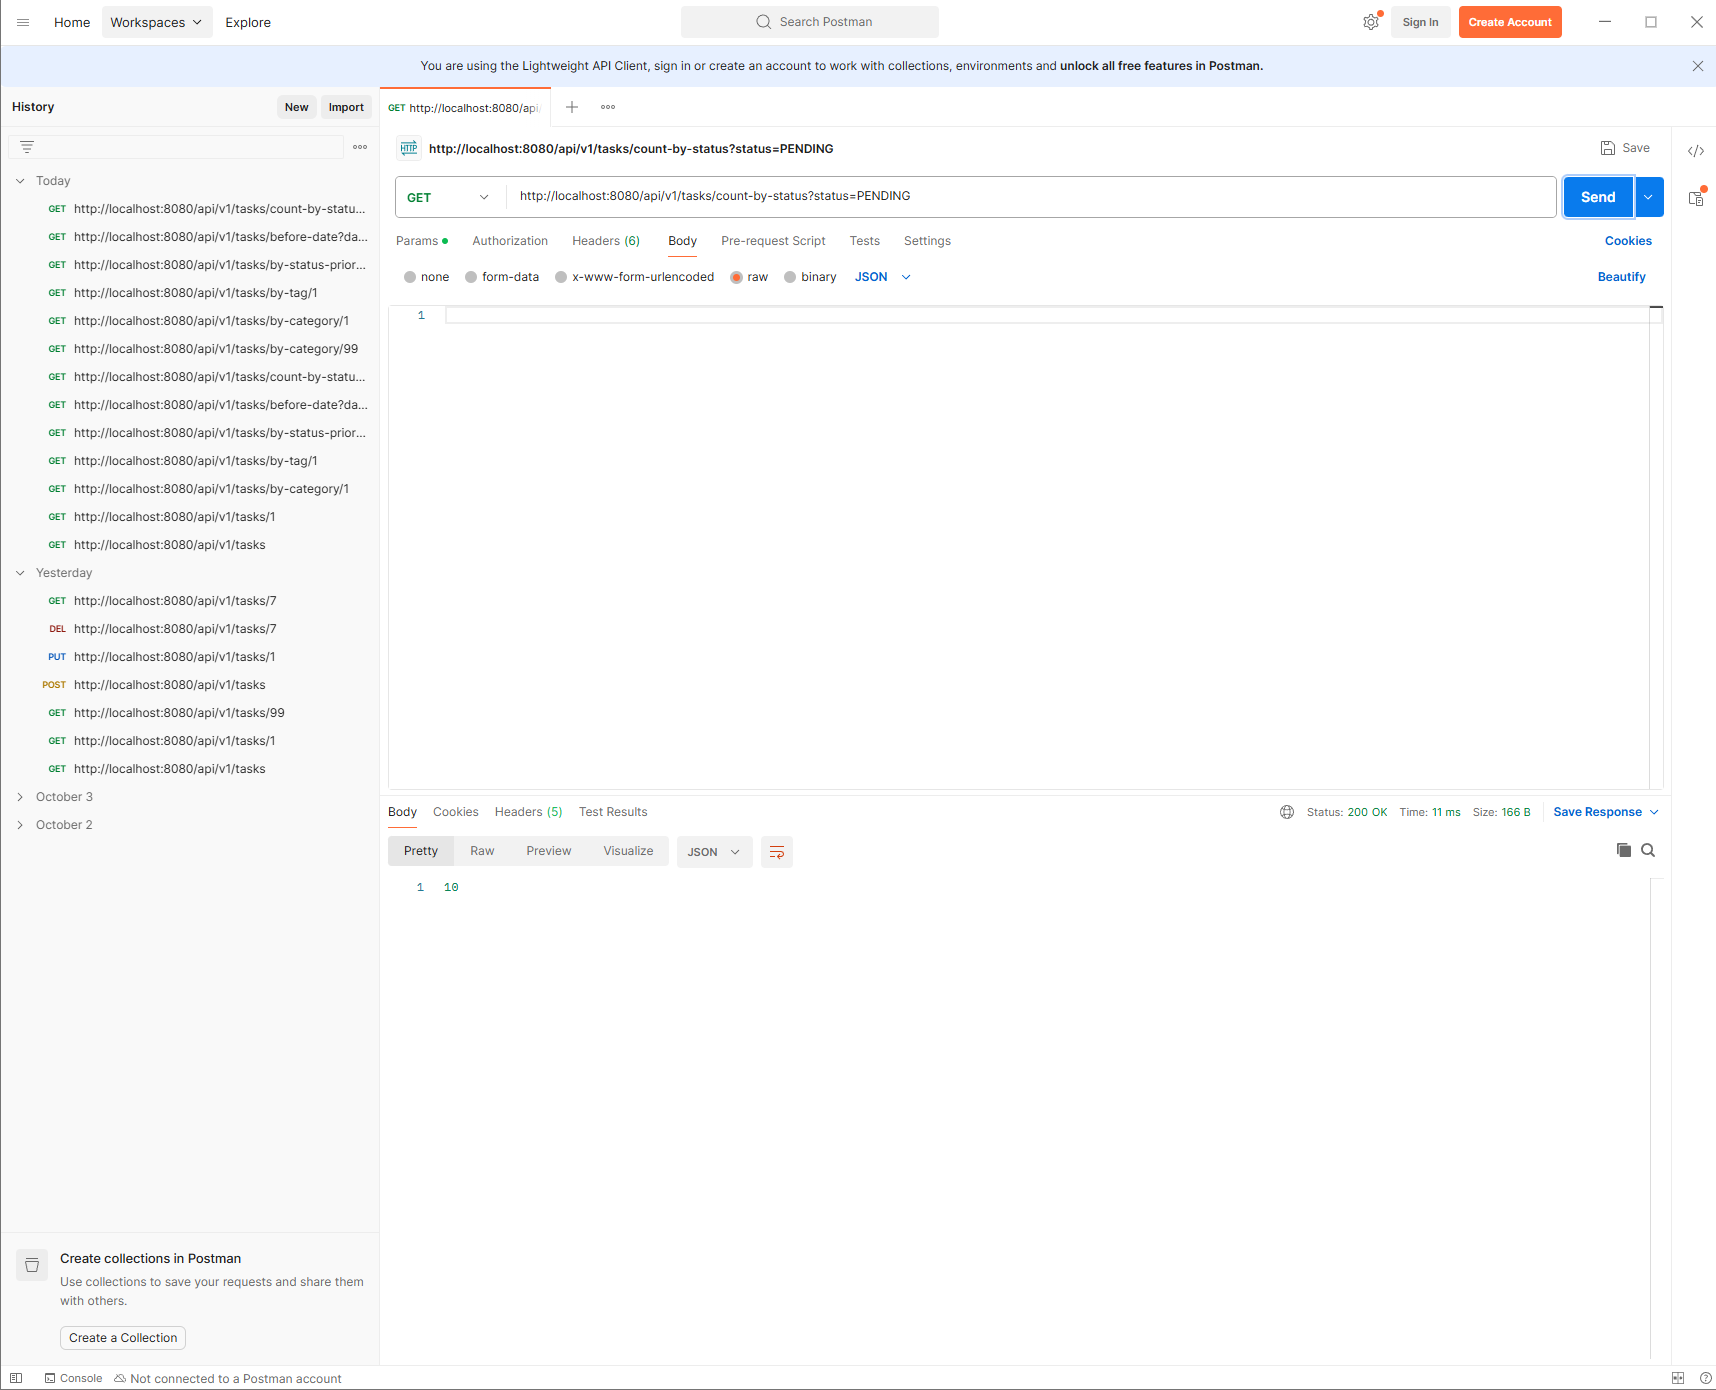 Home Workspaces Explore Search Postman Sign In Create Account
You are using the Lightweight API Client, sign in or create an account to work with collections, environments and unlock all free features in Postman.
History New Import
Today
GET http://localhost:8080/api/v1/tasks/count-by-statu...
GET http://localhost:8080/api/v1/tasks/before-date?da...
GET http://localhost:8080/api/v1/tasks/by-status-prior...
GET http://localhost:8080/api/v1/tasks/by-tag/1
GET http://localhost:8080/api/v1/tasks/by-category/1
GET http://localhost:8080/api/v1/tasks/by-category/99
GET http://localhost:8080/api/v1/tasks/count-by-statu...
GET http://localhost:8080/api/v1/tasks/before-date?da...
GET http://localhost:8080/api/v1/tasks/by-status-prior...
GET http://localhost:8080/api/v1/tasks/by-tag/1
GET http://localhost:8080/api/v1/tasks/by-category/1
GET http://localhost:8080/api/v1/tasks/1
GET http://localhost:8080/api/v1/tasks
Yesterday
GET http://localhost:8080/api/v1/tasks/7
DEL http://localhost:8080/api/v1/tasks/7
PUT http://localhost:8080/api/v1/tasks/1
POST http://localhost:8080/api/v1/tasks
GET http://localhost:8080/api/v1/tasks/99
GET http://localhost:8080/api/v1/tasks/1
GET http://localhost:8080/api/v1/tasks
October 3
October 2
Create collections in Postman
Use collections to save your requests and share them
with others.
Create a Collection
GET http://localhost:8080/api/
HTTP http://localhost:8080/api/v1/tasks/count-by-status?status=PENDING Save
GET http://localhost:8080/api/v1/tasks/count-by-status?status=PENDING Send
Params Authorization Headers (6) Body Pre-request Script Tests Settings Cookies
none form-data x-www-form-urlencoded raw binary JSON Beautify
1
Body Cookies Headers (5) Test Results Status: 200 OK Time: 11 ms Size: 166 B Save Response
Pretty Raw Preview Visualize JSON
1 10
Console Not connected to a Postman account